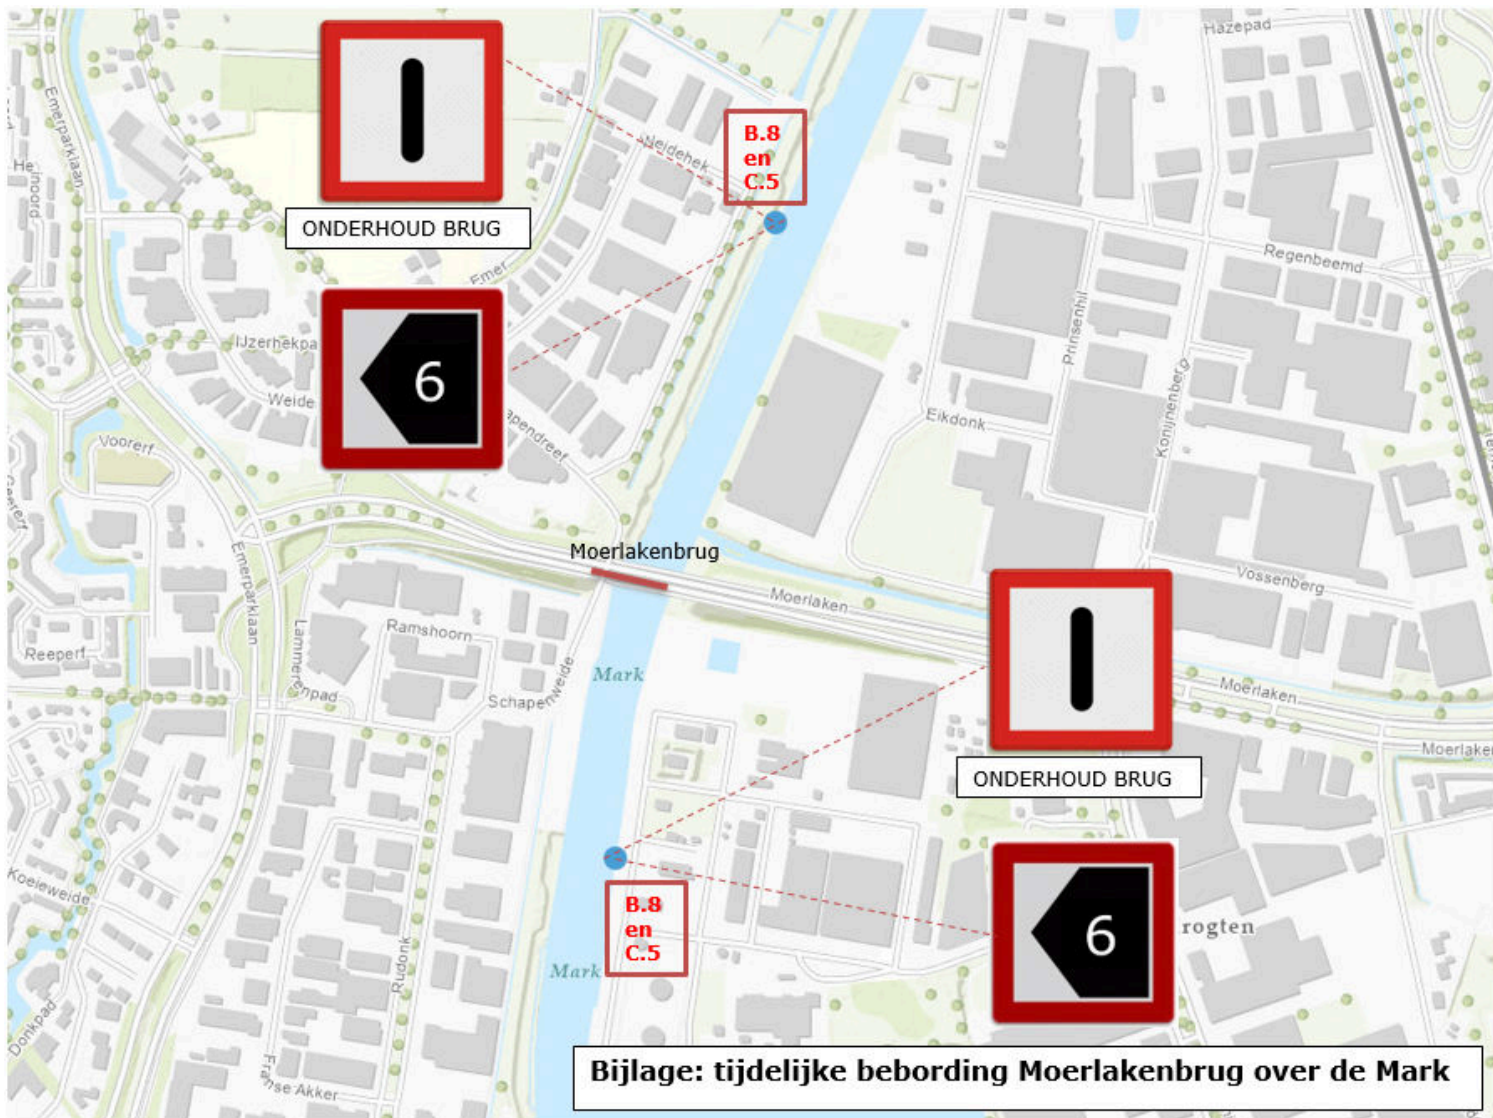 Hazepad
Emerparklaan
B.8
en
C.5
ONDERHOUD BRUG
Regenbeemd
Emer
IJzerhekpa
Prinsenhil
6
Weide
Konijnenberg
apendreef
Eikdonk
Voorerf
Moerlakenbrug
Emerparklaan
Vossenberg
Moerlaken
Ramshoorn
Lammerenpad
Reeperf
Mark
Schapenweide
Moerlaken
Moerlaken
ONDERHOUD BRUG
Koeieweide
B.8
en
C.5
6
rogten
Rudonk
Mark
Donkpad
Franse Akker
Bijlage: tijdelijke bebording Moerlakenbrug over de Mark